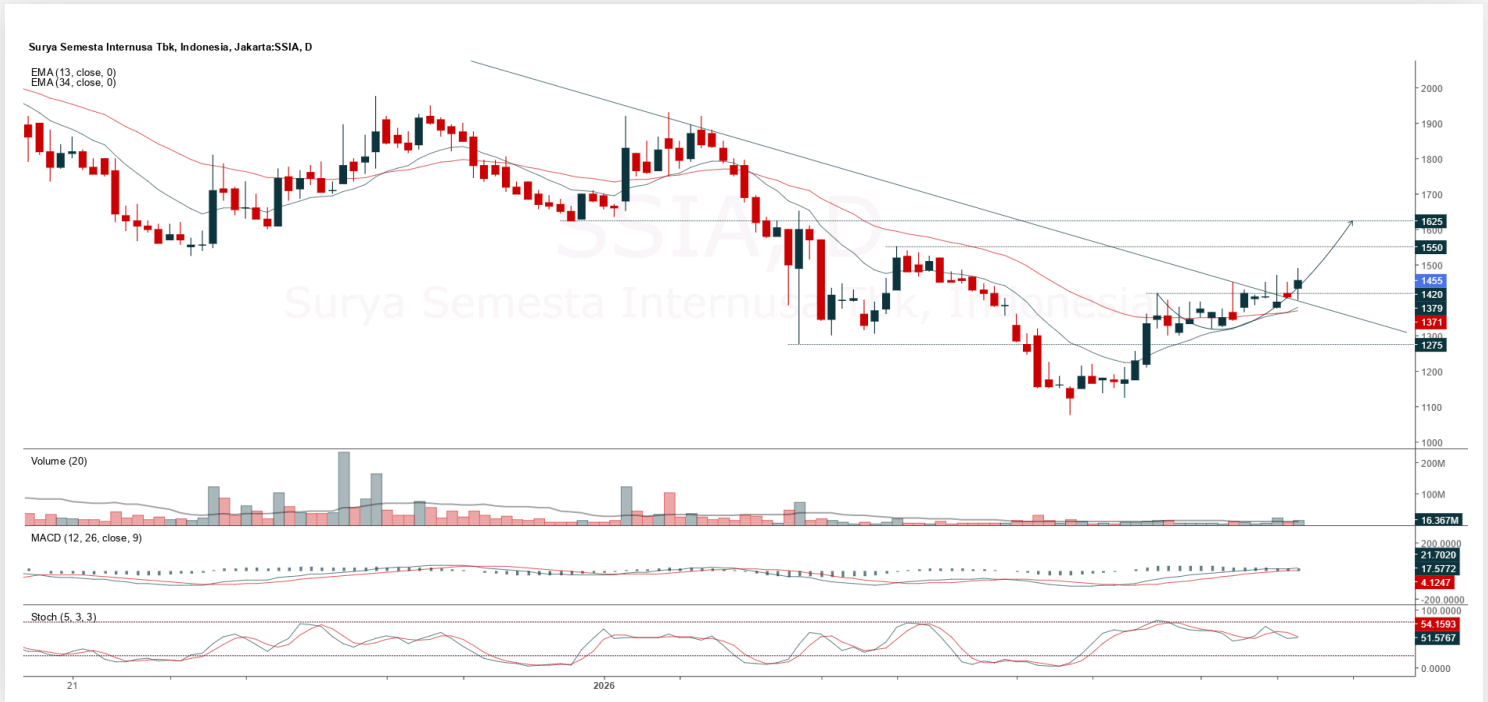 Surya Semesta Internusa Tbk, Indonesia, Jakarta:SSIA, D
EMA (13, close, 0)
EMA (34, close, 0)
SSIA, D
Surya Semesta Internusa Tbk, Indonesia
2000
1900
1800
1700
1625
1600
1550
1500
1455
1420
1379
1371
1300
1275
1200
1100
1000
Volume (20)
200M
100M
16.367M
MACD (12, 26, close, 9)
200.0000
21.7020
17.5772
4.1247
-200.0000
Stoch (5, 3, 3)
100.0000
54.1593
51.5767
0.0000
21
2026